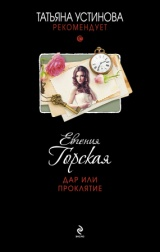 ТАТЬЯНА УСТИНОВА
РЕКОМЕНДУЕТ
Евгения
Горская
ДАР ИЛИ
ПРОКЛЯТИЕ